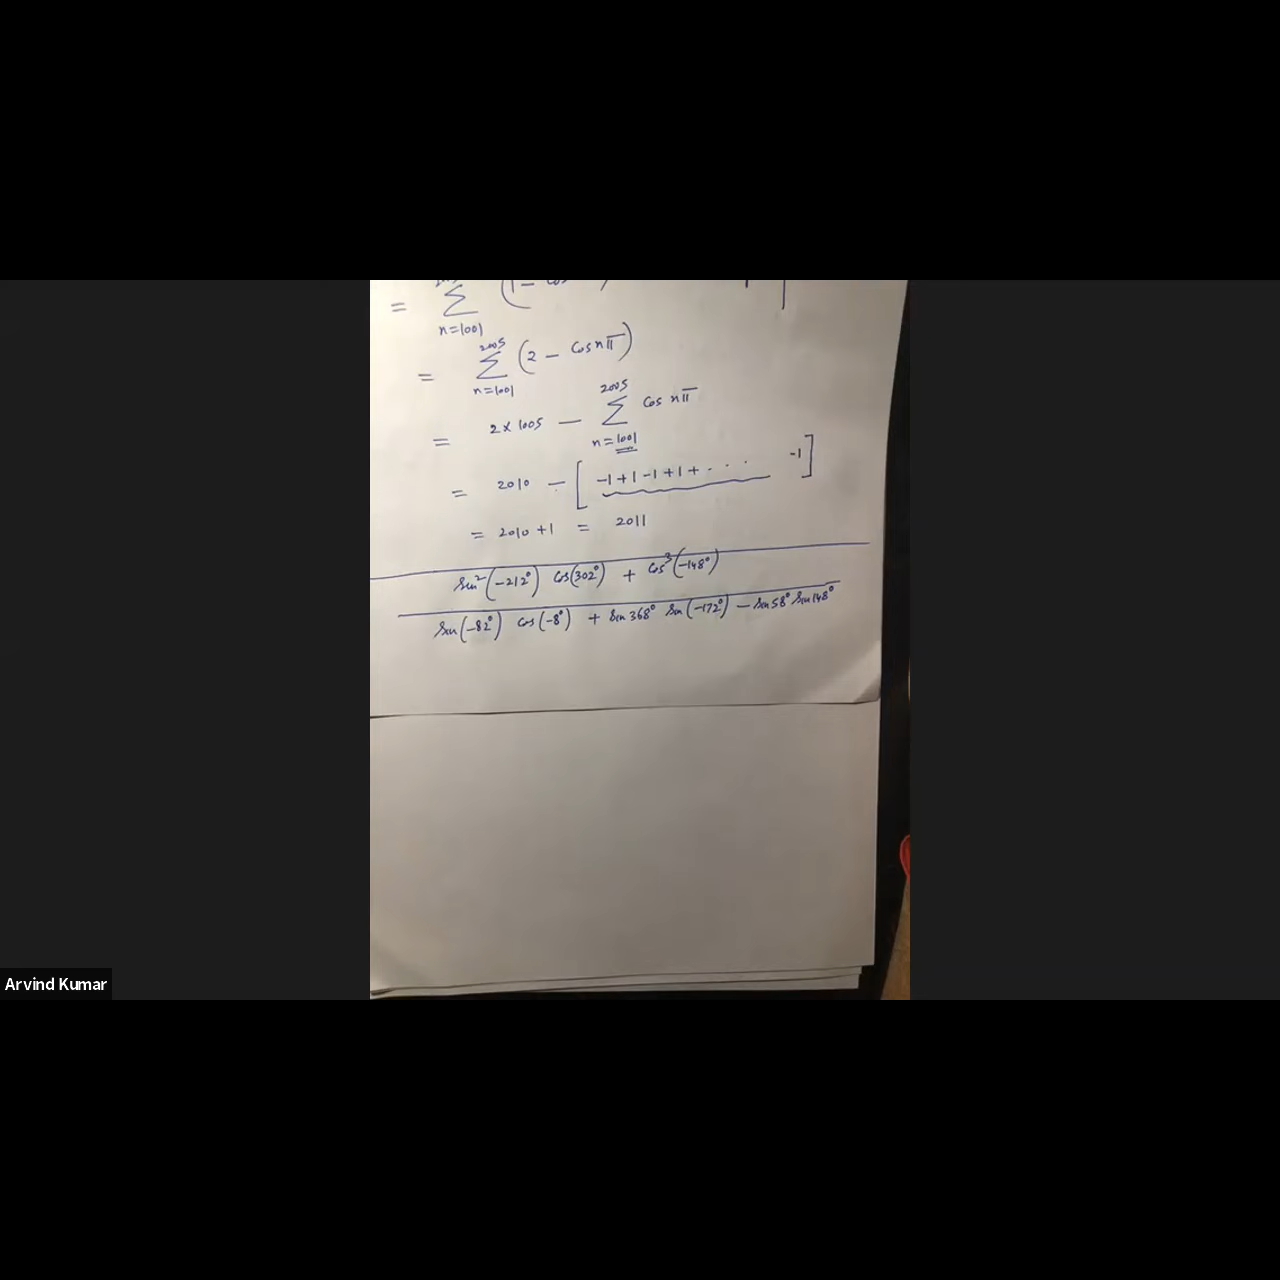 = Σ (1 - cos
n=1001
2005
= Σ (2 - cos nπ)
n=1001
2005
= 2×1005 - Σ cos nπ
n=1001
= 2010 - [-1+1-1+1+ . . . -1]
= 2010+1 = 2011
sin²(-212°) cos(302°) + cos³(-148°)
sin(-82°) cos(-8°) + sin 368° sin(-172°) - sin 58° sin 148°
Arvind Kumar